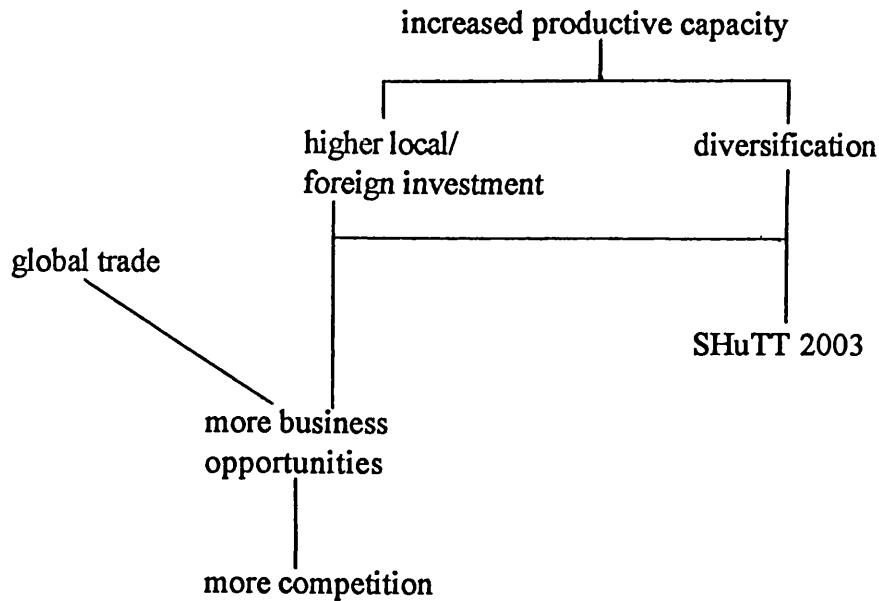 increased productive capacity
higher local/
foreign investment
diversification
global trade
SHuTT 2003
more business
opportunities
more competition